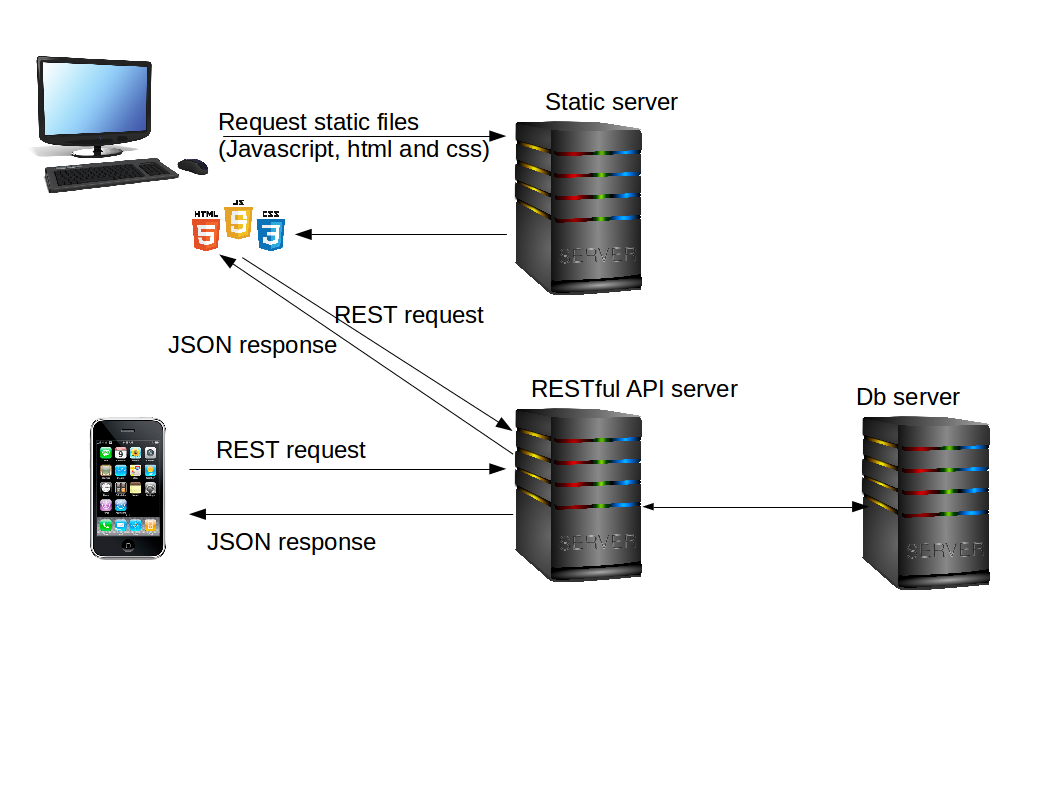 Static server
Request static files
(Javascript, html and css)
HTML
JS
CSS
5
5
3
SERVER
REST request
JSON response
RESTful API server
Db server
REST request
SERVER
SERVER
JSON response